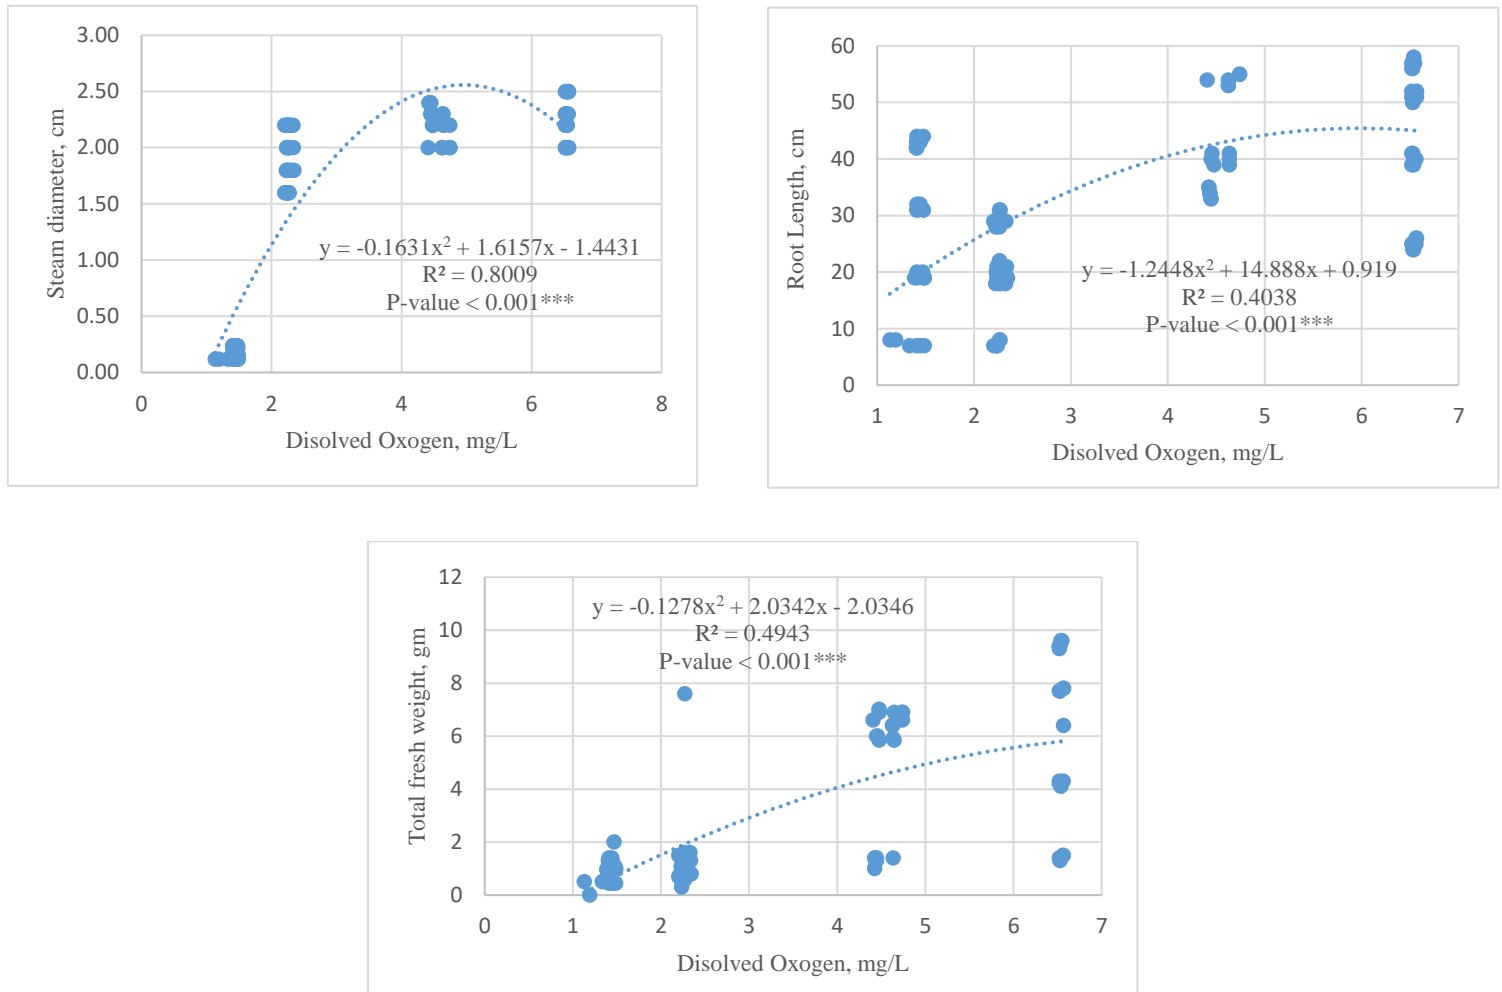 3.00
2.50
2.00
1.50
1.00
0.50
0.00
Steam diameter, cm
y = -0.1631x² + 1.6157x - 1.4431
R² = 0.8009
P-value < 0.001***
0 2 4 6 8
Disolved Oxogen, mg/L
60
50
40
30
20
10
0
Root Length, cm
y = -1.2448x² + 14.888x + 0.919
R² = 0.4038
P-value < 0.001***
1 2 3 4 5 6 7
Disolved Oxogen, mg/L
12
10
8
6
4
2
0
Total fresh weight, gm
y = -0.1278x² + 2.0342x - 2.0346
R² = 0.4943
P-value < 0.001***
0 1 2 3 4 5 6 7
Disolved Oxogen, mg/L